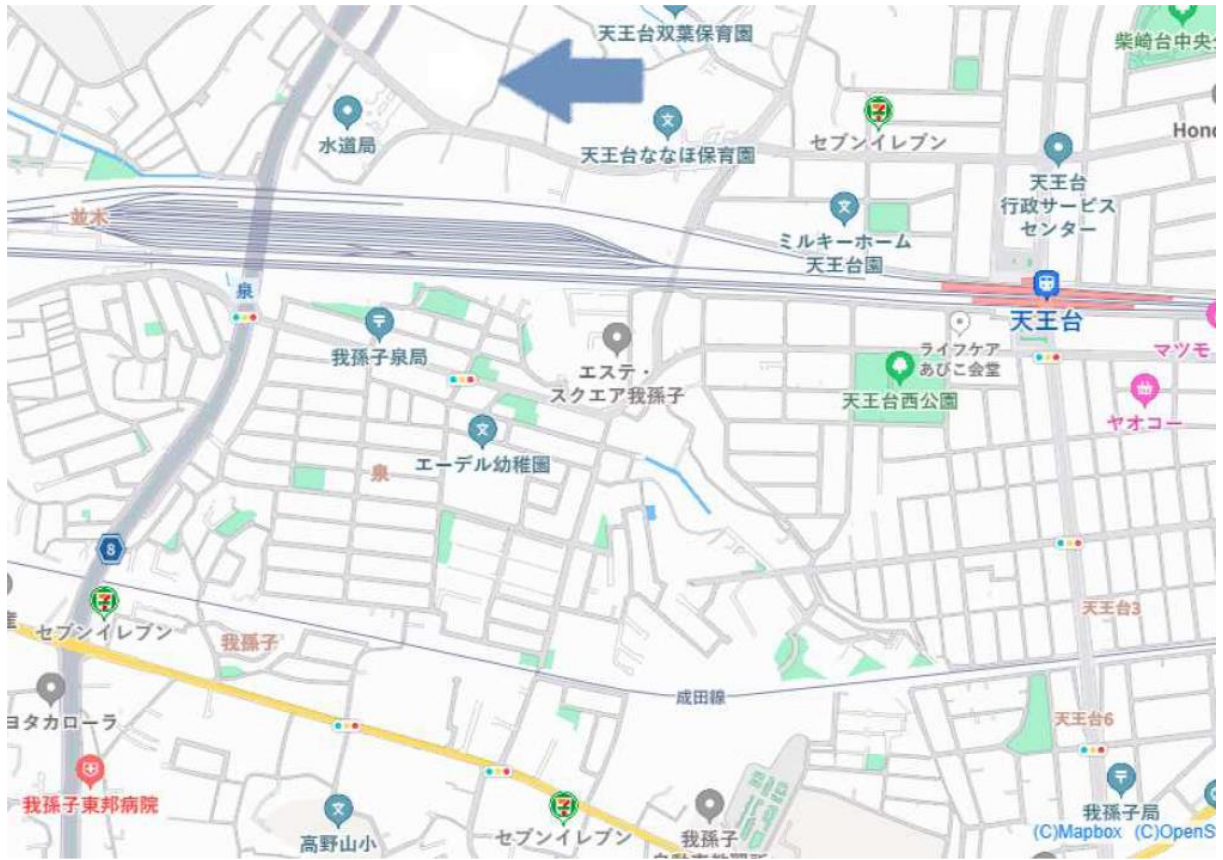 天王台双葉保育園
柴崎台中央
水道局
天王台ななほ保育園
セブンイレブン
Hond
天王台
行政サービス
センター
並木
ミルキーホーム
天王台園
泉
天王台
我孫子泉局
エステ・
スクエア我孫子
ライフケア
あびこ会堂
マツモ
天王台西公園
ヤオコー
エーデル幼稚園
泉
8
セブンイレブン
我孫子
天王台3
成田線
ヨタカローラ
天王台6
我孫子東邦病院
高野山小
セブンイレブン
我孫子
我孫子局
(C)Mapbox (C)OpenS